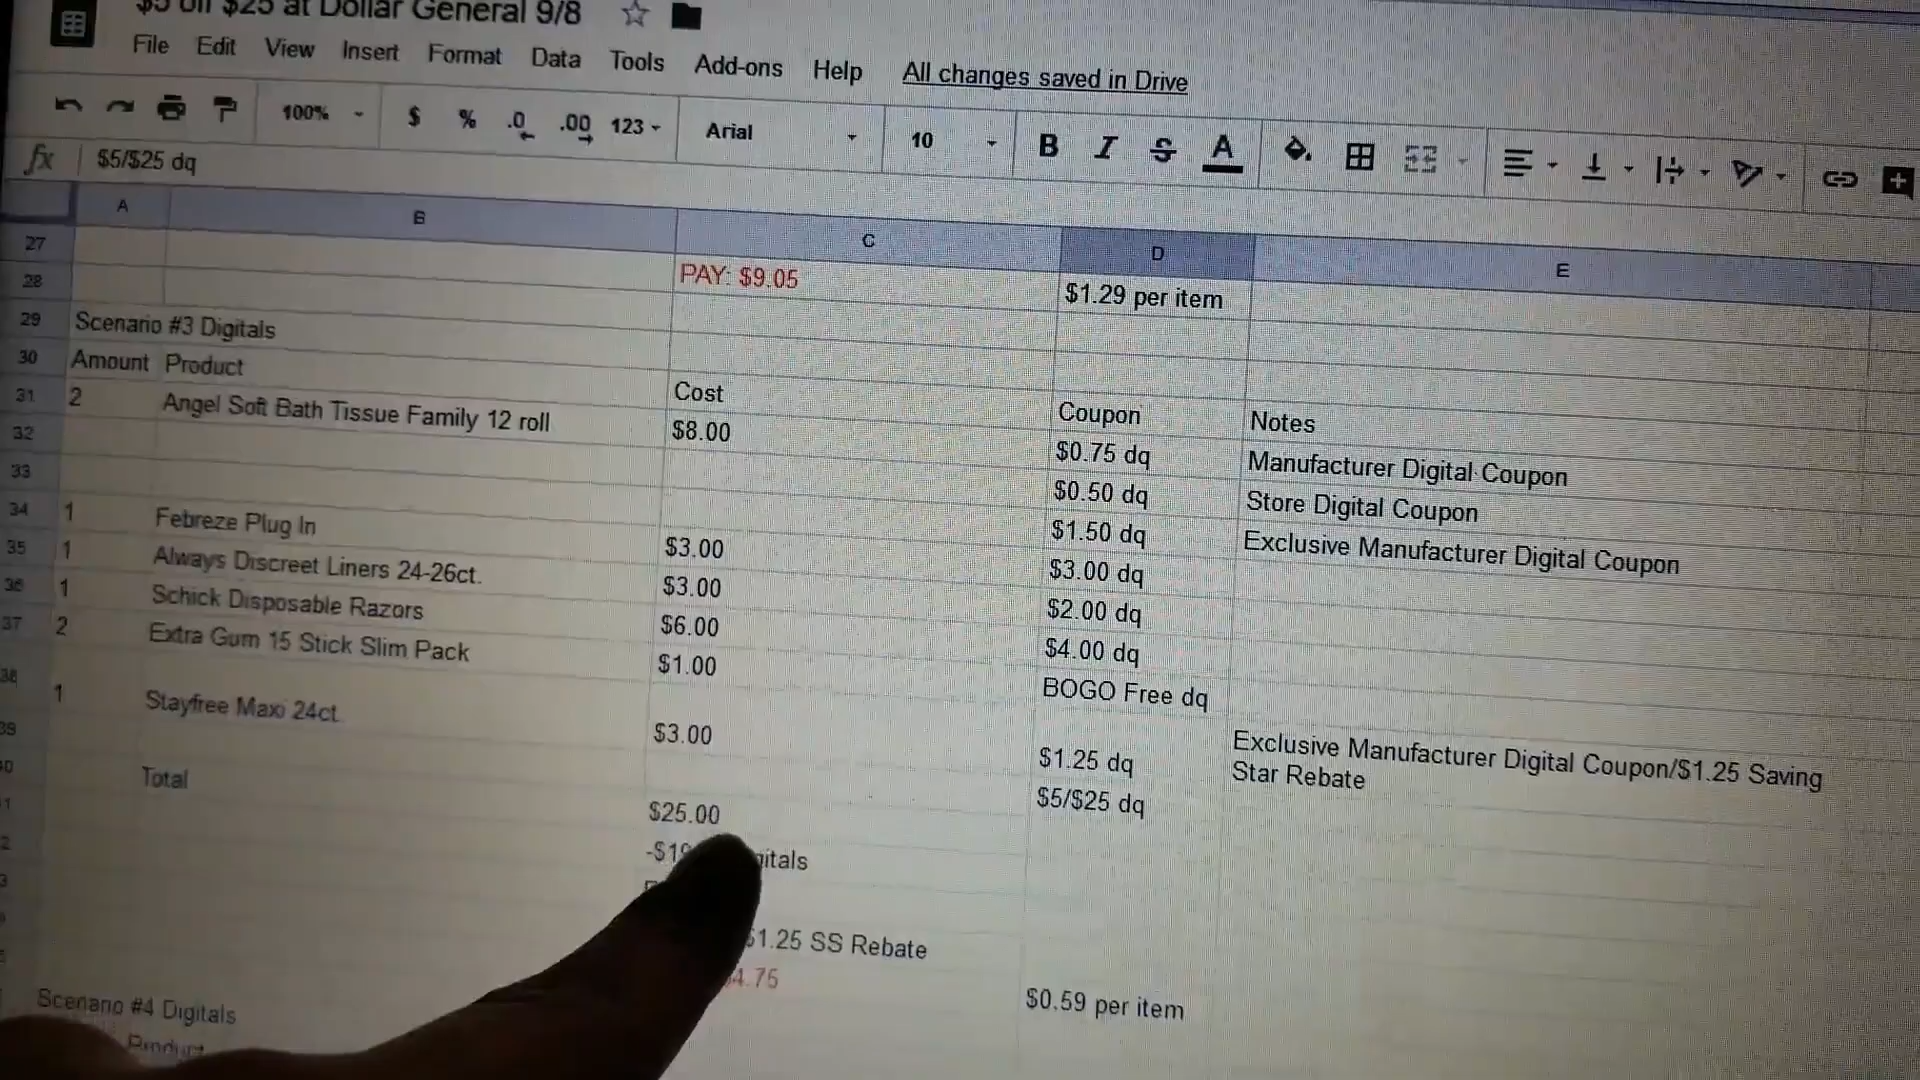 $5 off $25 at Dollar General 9/8
File Edit View Insert Format Data Tools Add-ons Help All changes saved in Drive
100% $ % .0 .00 123 Arial 10 B I S A
fx $5/$25 dq
A B C D E
27 PAY: $9.05 $1.29 per item
28
29 Scenario #3 Digitals
30 Amount Product Cost Coupon Notes
31 2 Angel Soft Bath Tissue Family 12 roll $8.00 $0.75 dq Manufacturer Digital Coupon
32 $0.50 dq Store Digital Coupon
33 $1.50 dq Exclusive Manufacturer Digital Coupon
34 1 Febreze Plug In $3.00 $3.00 dq
35 1 Always Discreet Liners 24-26ct. $3.00 $2.00 dq
36 1 Schick Disposable Razors $6.00 $4.00 dq
37 2 Extra Gum 15 Stick Slim Pack $1.00 BOGO Free dq
38 1 Stayfree Maxi 24ct $3.00 $1.25 dq Exclusive Manufacturer Digital Coupon/$1.25 Saving
Star Rebate
39 $5/$25 dq
40 Total $25.00
$1.25 SS Rebate
4.75 $0.59 per item
Scenario #4 Digitals
Product